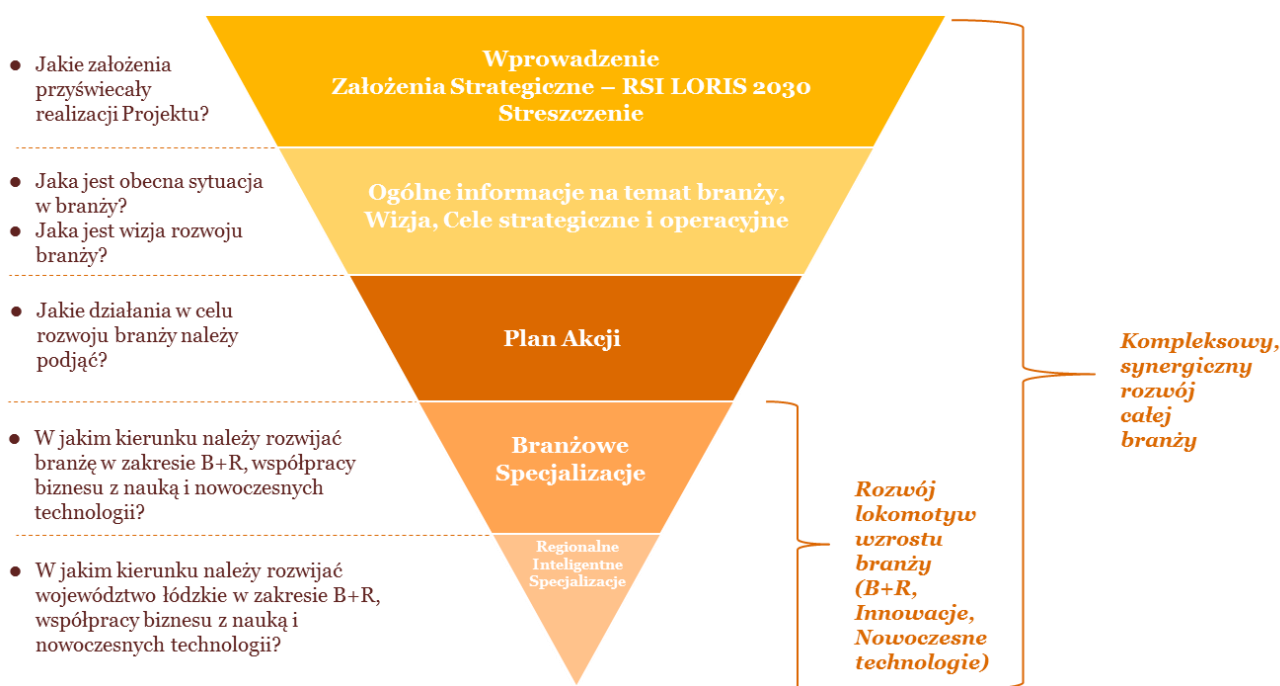 ● Jakie założenia
przyświecały
realizacji Projektu?
Wprowadzenie
Założenia Strategiczne – RSI LORIS 2030
Streszczenie
● Jaka jest obecna sytuacja
w branży?
● Jaka jest wizja rozwoju
branży?
Ogólne informacje na temat branży,
Wizja, Cele strategiczne i operacyjne
● Jakie działania w celu
rozwoju branży należy
podjąć?
Plan Akcji
● W jakim kierunku należy rozwijać
branżę w zakresie B+R, współpracy
biznesu z nauką i nowoczesnych
technologii?
Branżowe
Specjalizacje
● W jakim kierunku należy rozwijać
województwo łódzkie w zakresie B+R,
współpracy biznesu z nauką i
nowoczesnych technologii?
Regionalne
Inteligentne
Specjalizacje
Rozwój
lokomotyw
wzrostu
branży
(B+R,
Innowacje,
Nowoczesne
technologie)
Kompleksowy,
synergiczny
rozwój
całej
branży